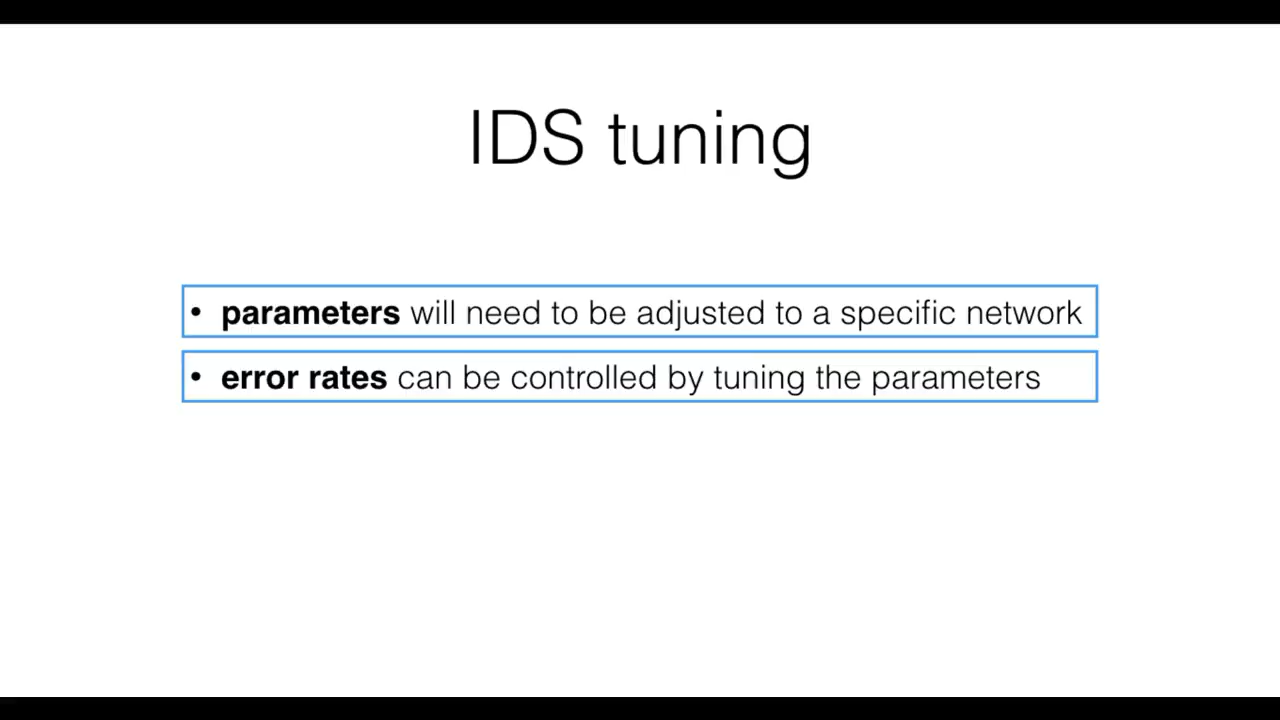 IDS tuning
• parameters will need to be adjusted to a specific network
• error rates can be controlled by tuning the parameters